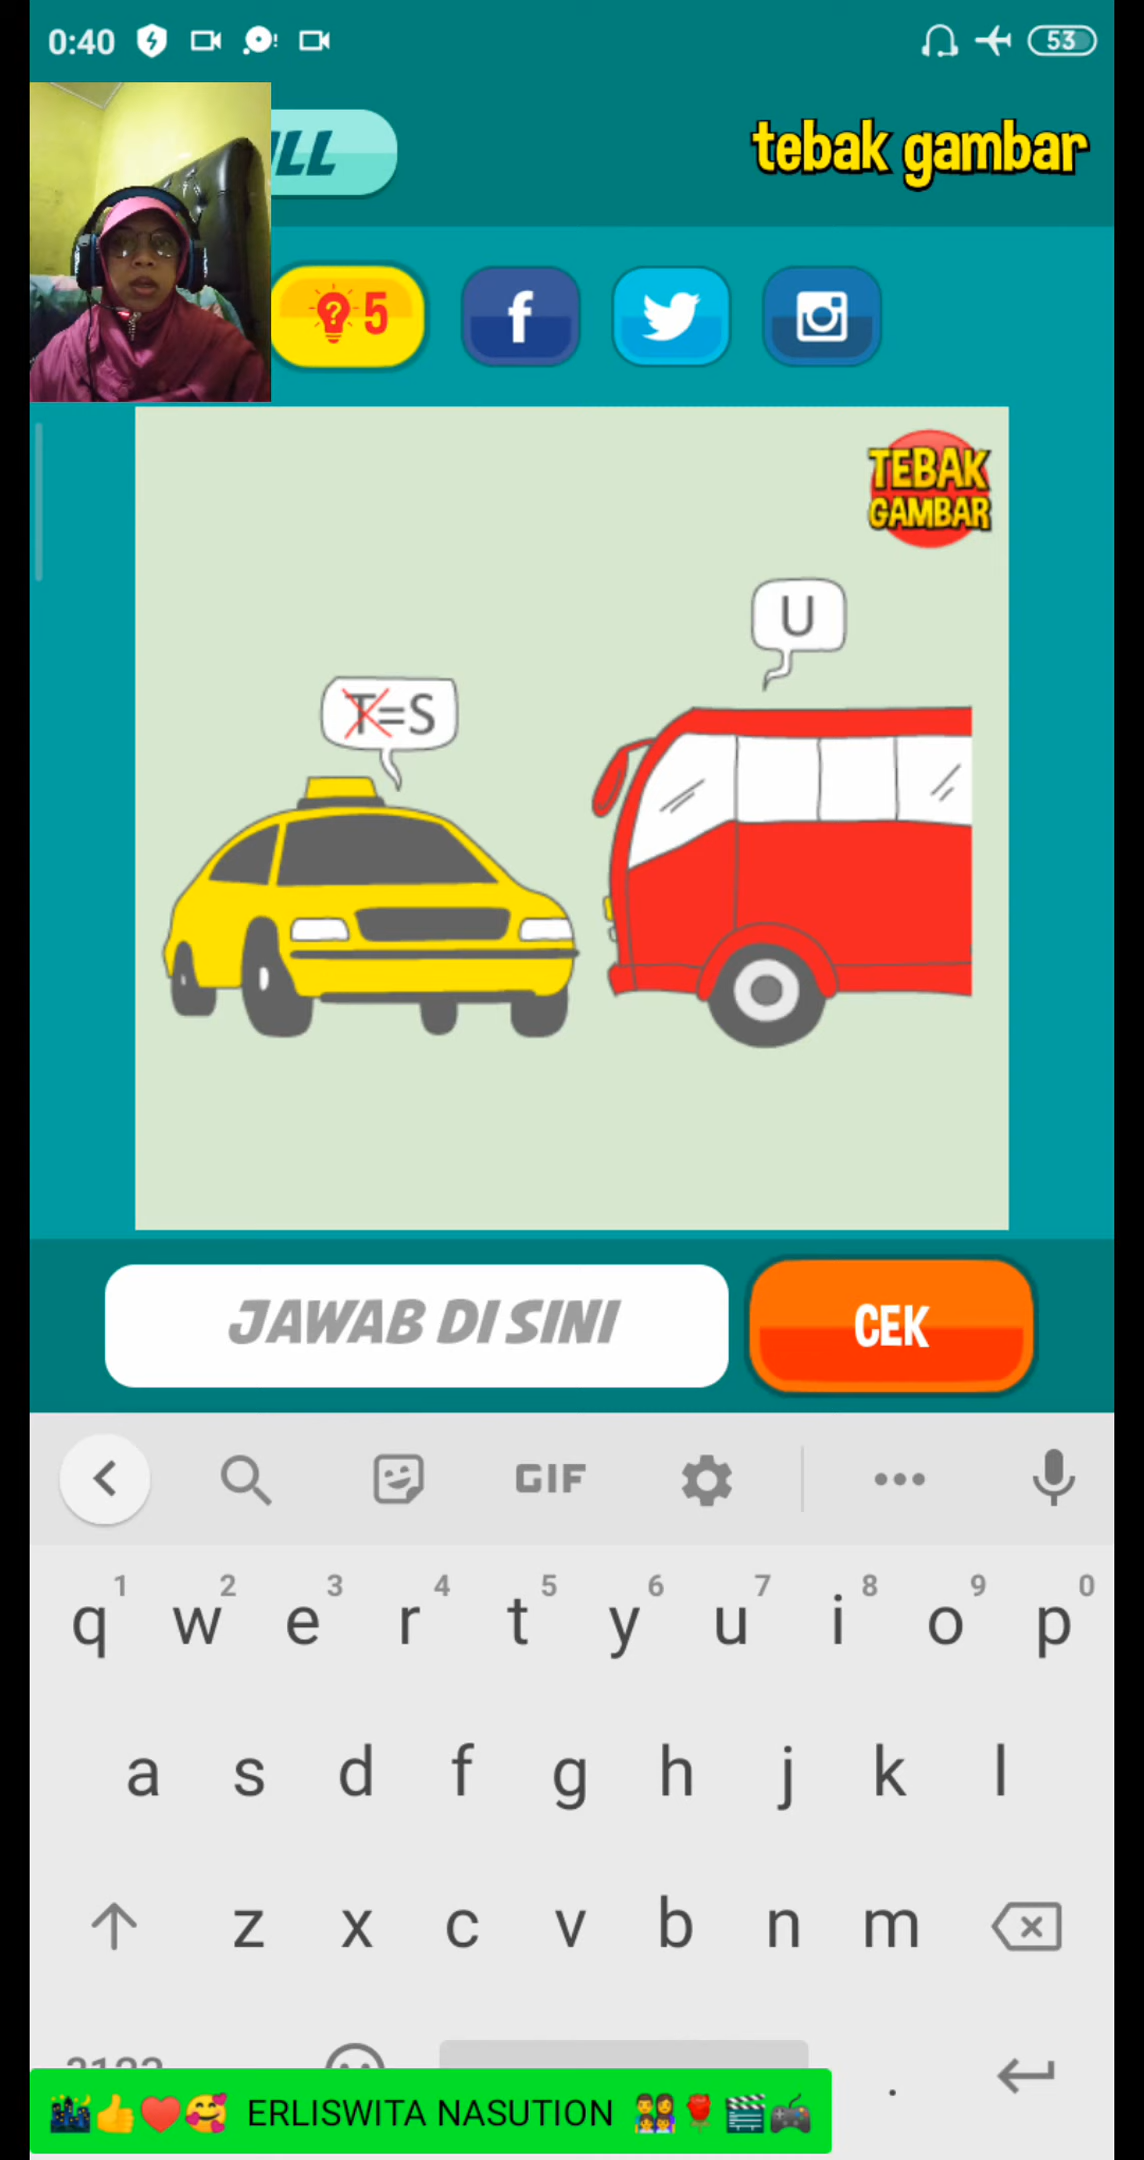 0:40
53
ILL
tebak gambar
5
f
TEBAK
GAMBAR
U
T=S
JAWAB DI SINI
CEK
GIF
1 2 3 4 5 6 7 8 9 0
q w e r t y u i o p
a s d f g h j k l
z x c v b n m
.
ERLISWITA NASUTION